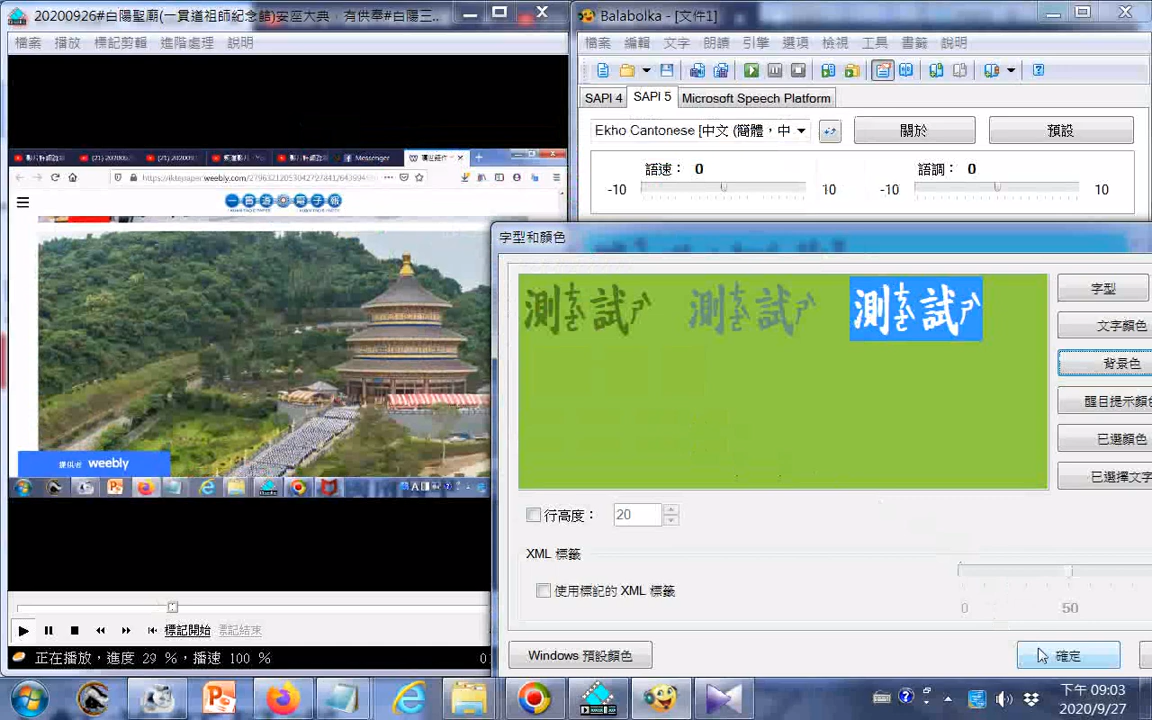 20200926#白陽聖廟(一貫道祖師紀念館)安座大典，有供奉#白陽三...
檔案 播放 標記剪輯 進階處理 說明
Messenger
提供者 weebly
標記開始 標記結束
正在播放，進度 29 %，播速 100 %
Balabolka - [文件1]
檔案 編輯 文字 朗讀 引擎 選項 檢視 工具 書籤 說明
SAPI 4 SAPI 5 Microsoft Speech Platform
Ekho Cantonese [中文 (簡體，中
關於 預設
語速： 0 語調： 0
-10 10 -10 10
字型和顏色
測試 測試 測試
字型
文字顏色
背景色
醒目提示顏色
已選顏色
已選擇文字
行高度： 20
XML 標籤
使用標記的 XML 標籤
0 50
Windows 預設顏色 確定
下午 09:03
2020/9/27